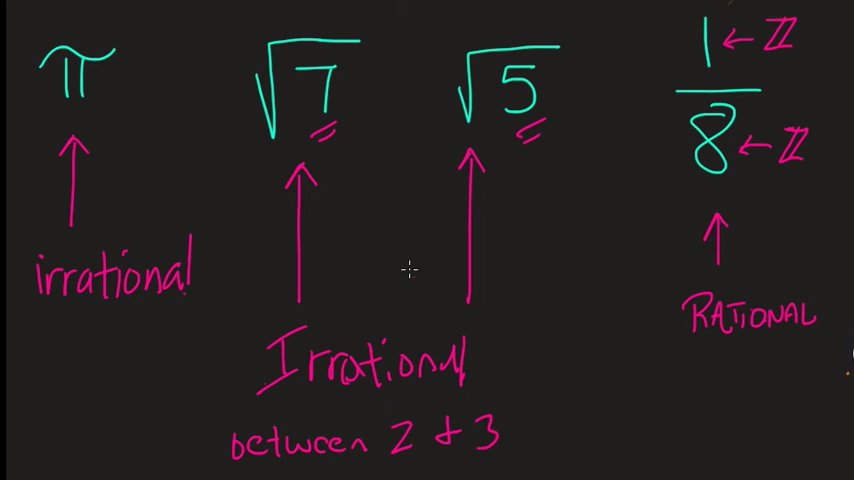 π √7 √5 1/8 ← ℤ ← ℤ
irrational
RATIONAL
Irrational
between 2 & 3